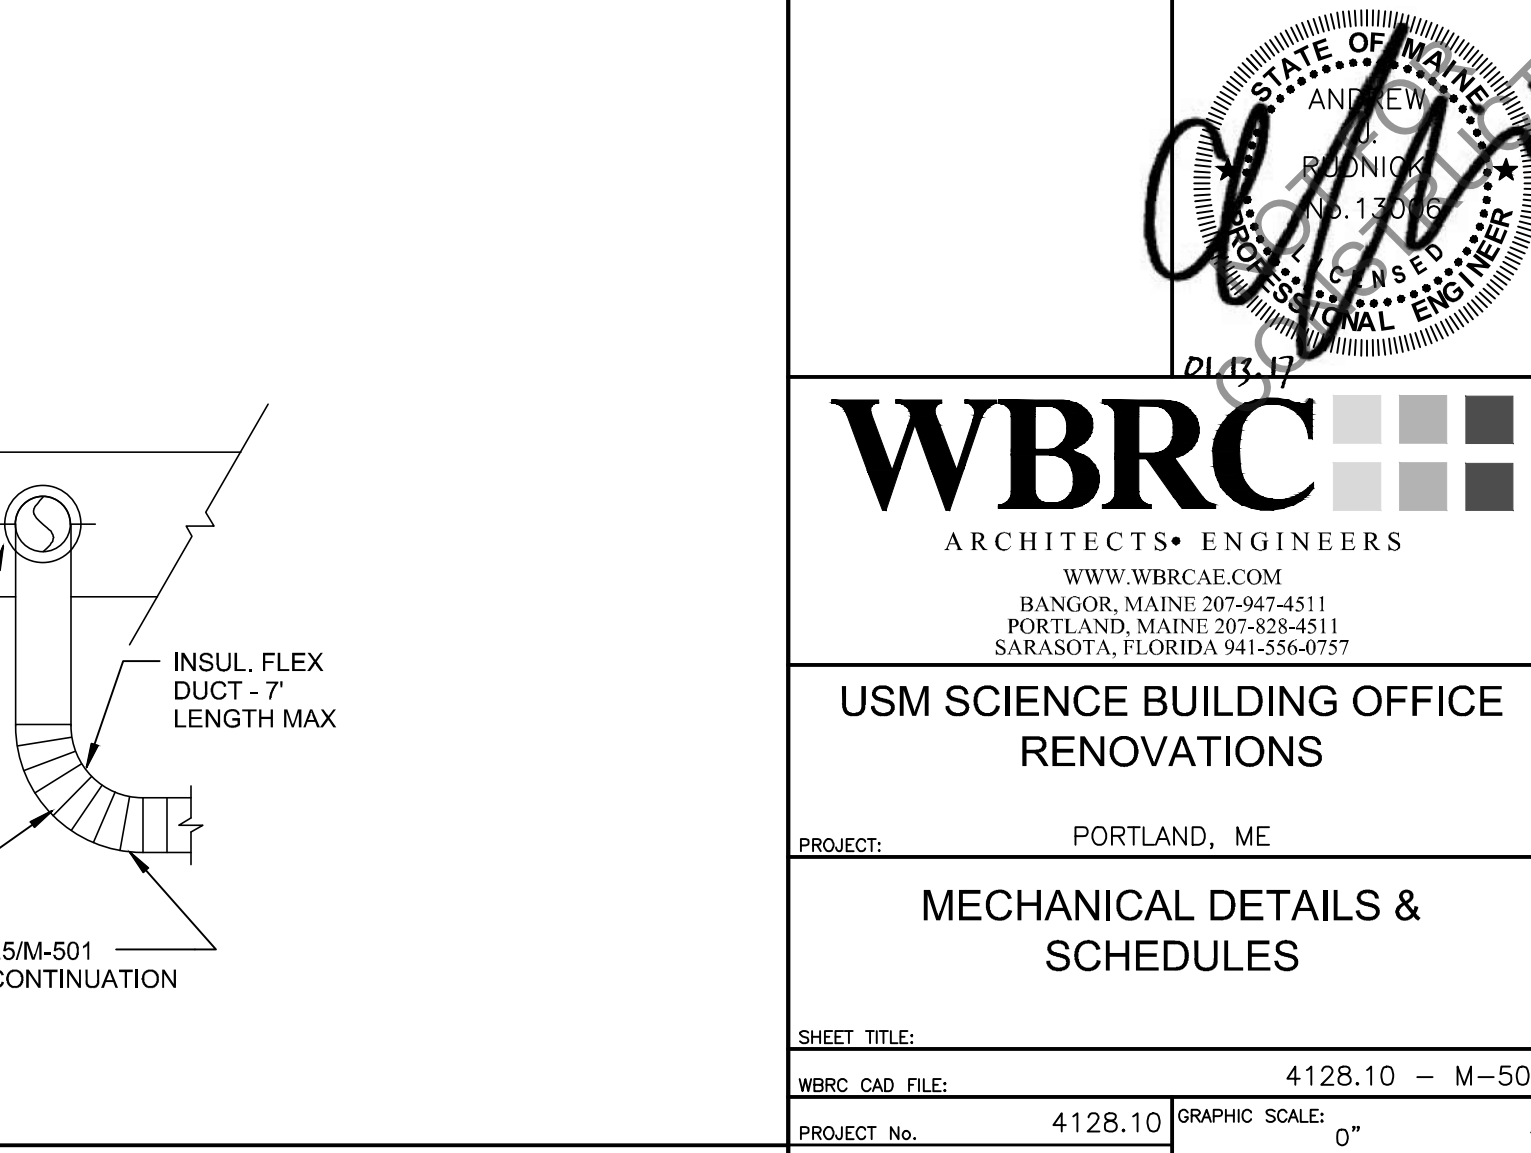 STATE OF MAINE
ANDREW
J.
RUDNICKI
No.13006
LICENSED
PROFESSIONAL ENGINEER
NOT FOR
01.13.17
WBRC
ARCHITECTS• ENGINEERS
WWW.WBRCAE.COM
BANGOR, MAINE 207-947-4511
PORTLAND, MAINE 207-828-4511
SARASOTA, FLORIDA 941-556-0757
INSUL. FLEX
DUCT - 7'
LENGTH MAX
USM SCIENCE BUILDING OFFICE
RENOVATIONS
PROJECT: PORTLAND, ME
MECHANICAL DETAILS &
SCHEDULES
5/M-501
CONTINUATION
SHEET TITLE:
WBRC CAD FILE: 4128.10 – M–50
PROJECT No. 4128.10
GRAPHIC SCALE:
0”